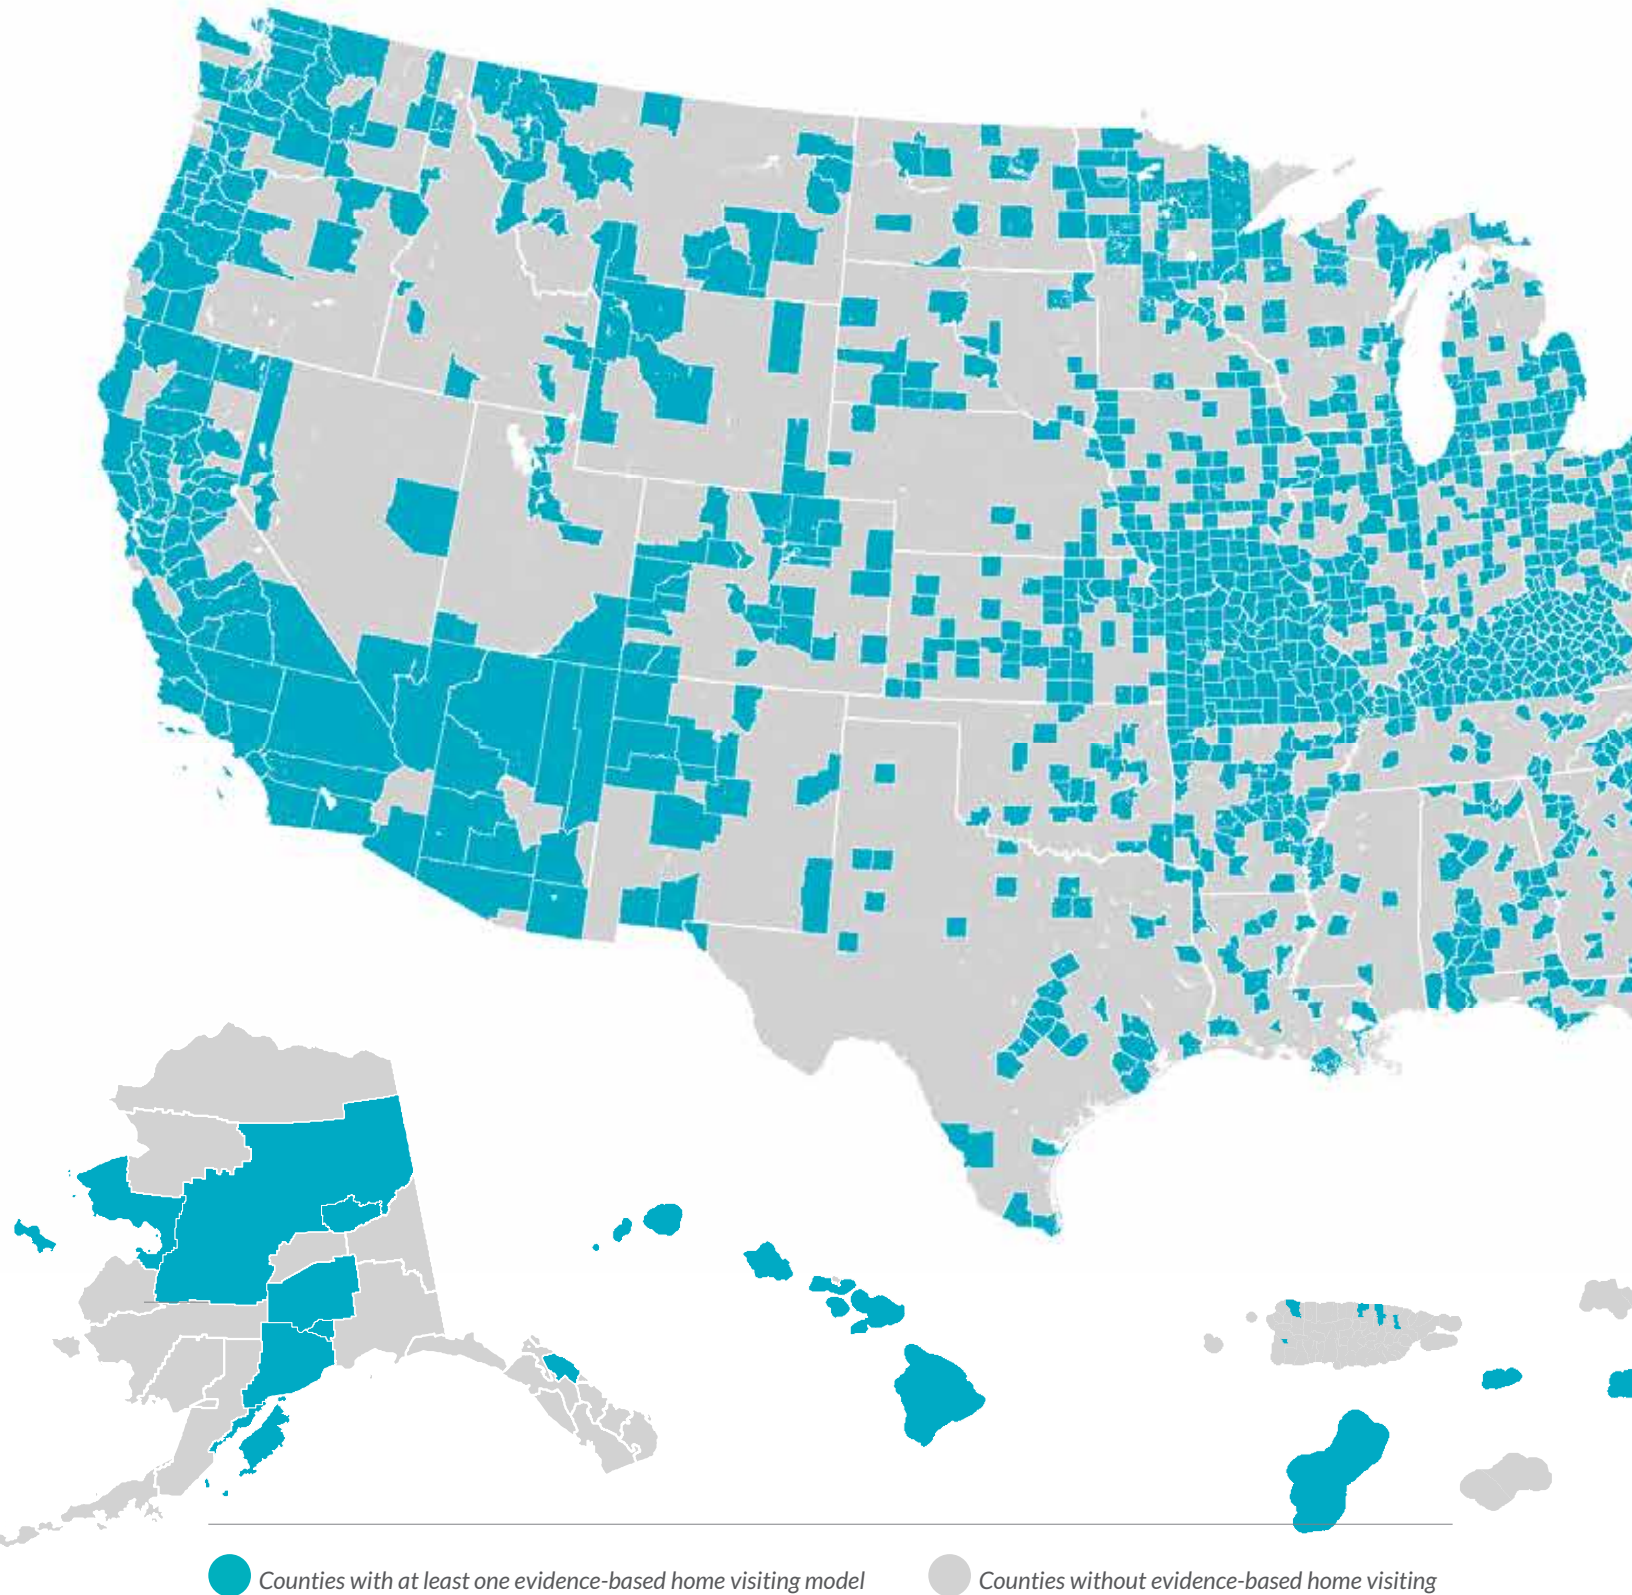 Counties with at least one evidence-based home visiting model
Counties without evidence-based home visiting